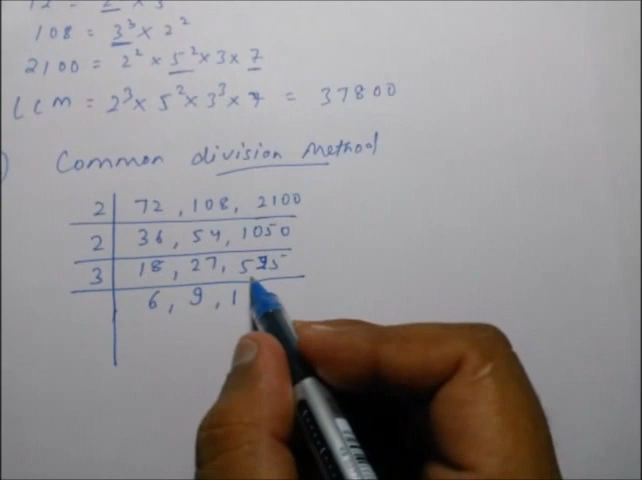 108 = 3³ × 2²
2100 = 2² × 5² × 3 × 7
LCM = 2³ × 5² × 3³ × 7 = 37800
) Common division Method
2 | 72 , 108 , 2100
2 | 36 , 54 , 1050
3 | 18 , 27 , 525
6 , 9 , 1